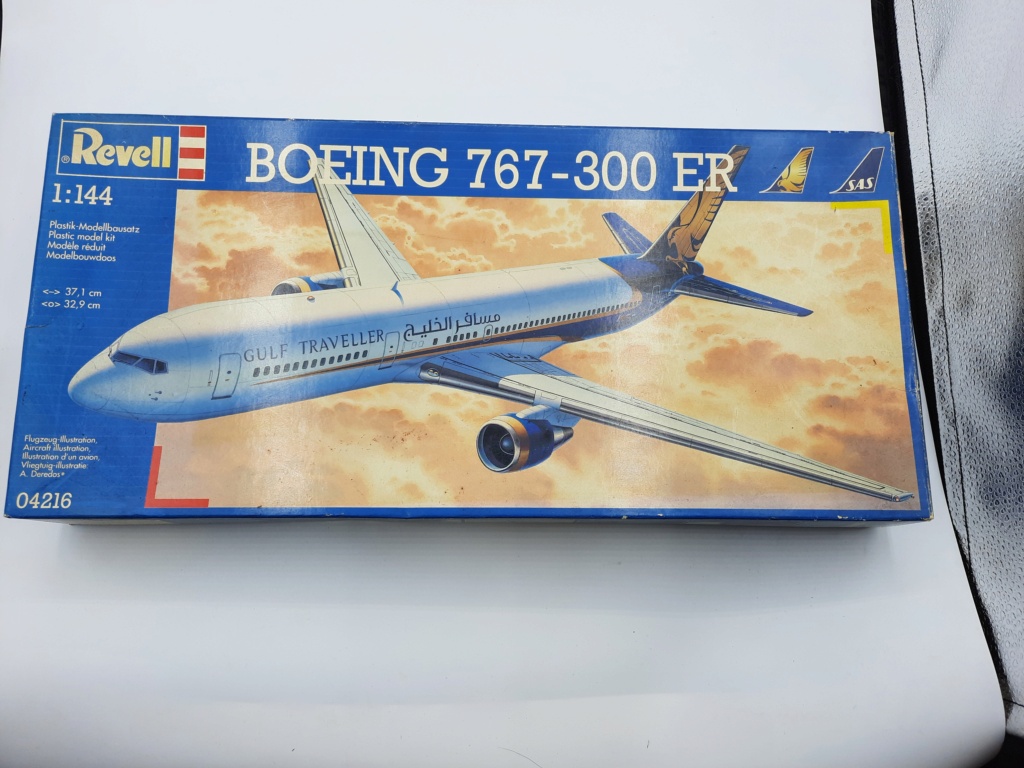 ®Revell
BOEING 767-300 ER
SAS
1:144
Plastik-Modellbausatz
Plastic model kit
Modèle réduit
Modelbouwdoos
<-> 37,1 cm
<o> 32,9 cm
GULF TRAVELLER مسافر الخليج
Flugzeug-Illustration,
Aircraft illustration,
Illustration d'un avion,
Vliegtuig-illustratie:
A. Deredos*
04216